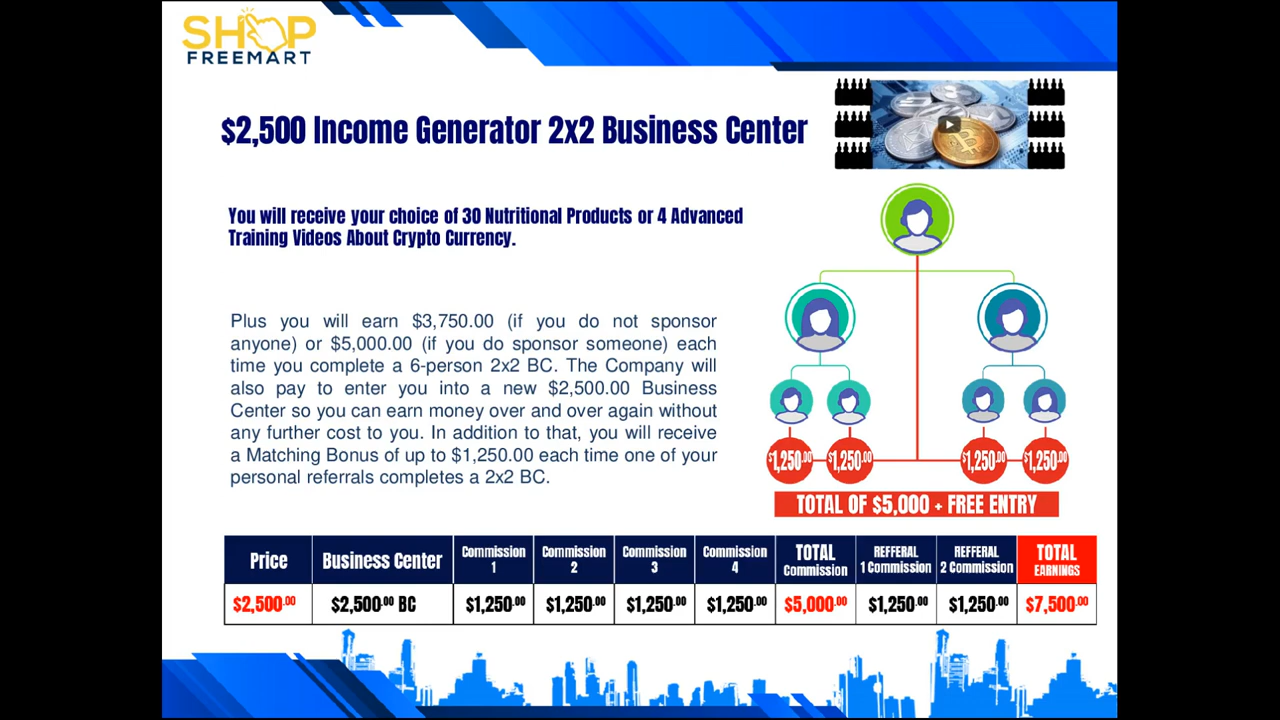 SHOP
FREEMART
$2,500 Income Generator 2x2 Business Center
You will receive your choice of 30 Nutritional Products or 4 Advanced
Training Videos About Crypto Currency.
Plus you will earn $3,750.00 (if you do not sponsor
anyone) or $5,000.00 (if you do sponsor someone) each
time you complete a 6-person 2x2 BC. The Company will
also pay to enter you into a new $2,500.00 Business
Center so you can earn money over and over again without
any further cost to you. In addition to that, you will receive
a Matching Bonus of up to $1,250.00 each time one of your
personal referrals completes a 2x2 BC.
$1,250.00 $1,250.00 $1,250.00 $1,250.00
TOTAL OF $5,000 + FREE ENTRY
Price Business Center Commission 1 Commission 2 Commission 3 Commission 4 TOTAL Commission REFFERAL 1 Commission REFFERAL 2 Commission TOTAL EARNINGS
$2,500.00 $2,500.00 BC $1,250.00 $1,250.00 $1,250.00 $1,250.00 $5,000.00 $1,250.00 $1,250.00 $7,500.00